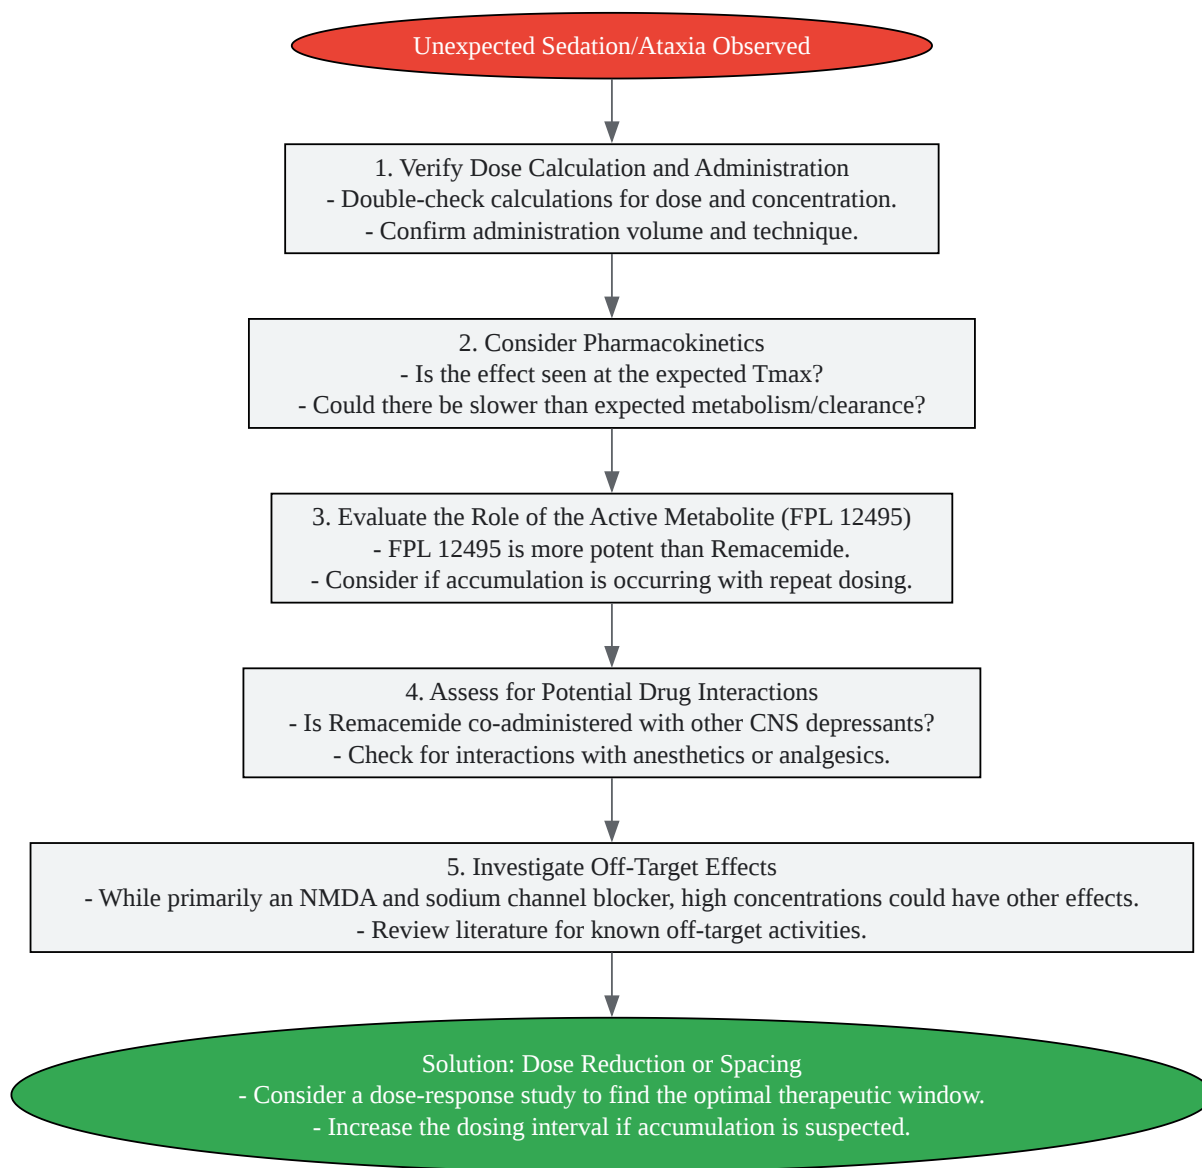 Unexpected Sedation/Ataxia Observed
1. Verify Dose Calculation and Administration
- Double-check calculations for dose and concentration.
- Confirm administration volume and technique.
2. Consider Pharmacokinetics
- Is the effect seen at the expected Tmax?
- Could there be slower than expected metabolism/clearance?
3. Evaluate the Role of the Active Metabolite (FPL 12495)
- FPL 12495 is more potent than Remacemide.
- Consider if accumulation is occurring with repeat dosing.
4. Assess for Potential Drug Interactions
- Is Remacemide co-administered with other CNS depressants?
- Check for interactions with anesthetics or analgesics.
5. Investigate Off-Target Effects
- While primarily an NMDA and sodium channel blocker, high concentrations could have other effects.
- Review literature for known off-target activities.
Solution: Dose Reduction or Spacing
- Consider a dose-response study to find the optimal therapeutic window.
- Increase the dosing interval if accumulation is suspected.